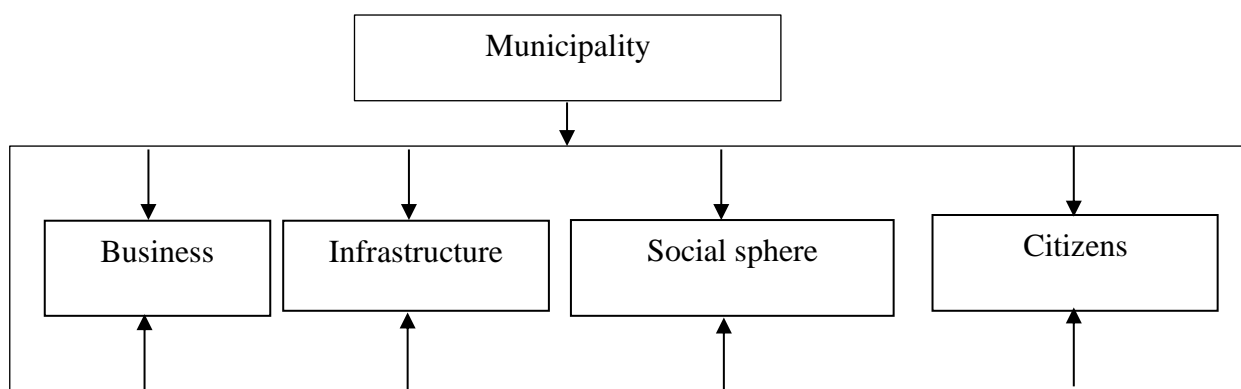 Municipality
Business
Infrastructure
Social sphere
Citizens